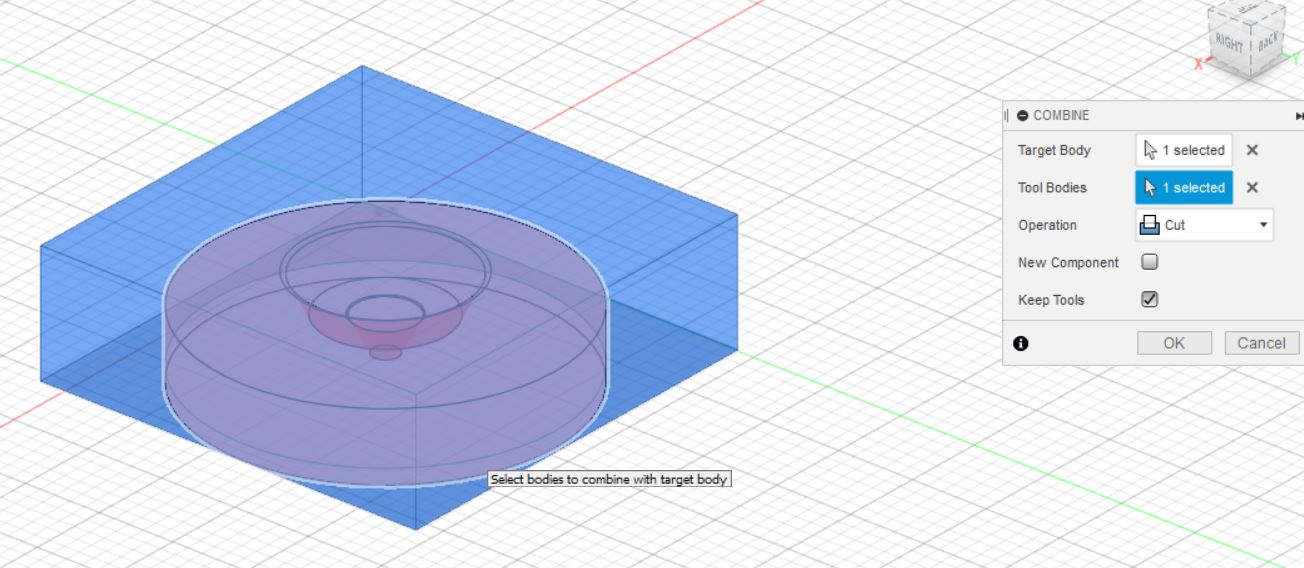 RIGHT
BACK
X
Y
COMBINE
Target Body 1 selected
Tool Bodies 1 selected
Operation Cut
New Component
Keep Tools
OK Cancel
Select bodies to combine with target body